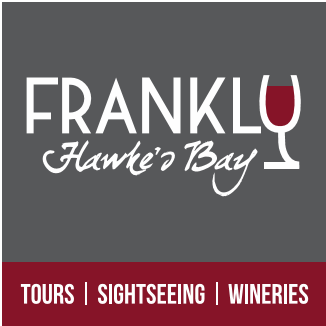 FRANKLY
Hawke's Bay
TOURS | SIGHTSEEING | WINERIES